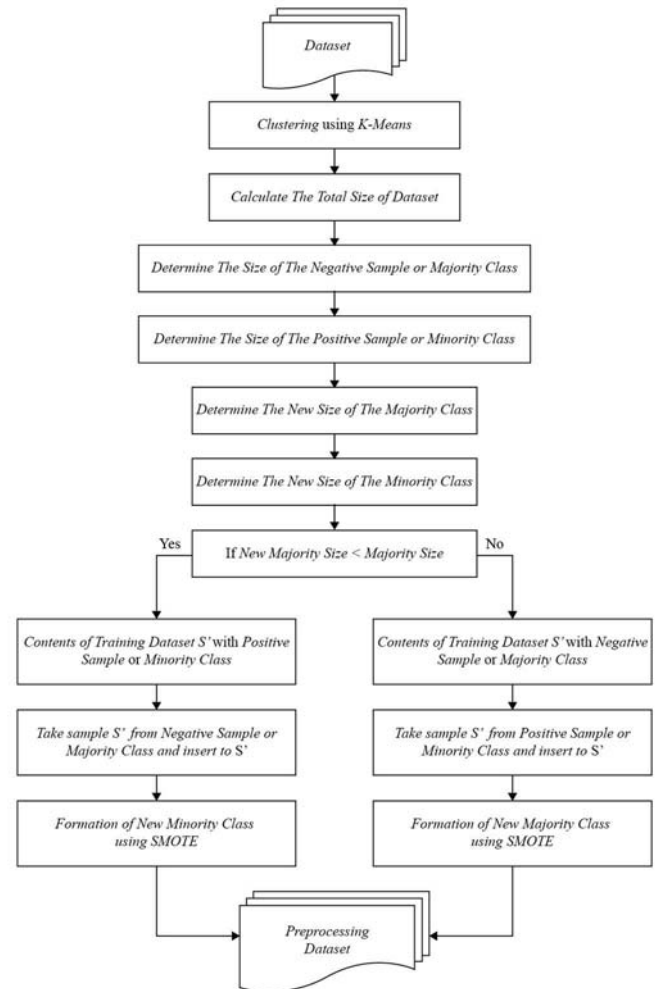 Dataset
Clustering using K-Means
Calculate The Total Size of Dataset
Determine The Size of The Negative Sample or Majority Class
Determine The Size of The Positive Sample or Minority Class
Determine The New Size of The Majority Class
Determine The New Size of The Minority Class
Yes
If New Majority Size < Majority Size
No
Contents of Training Dataset S' with Positive
Sample or Minority Class
Take sample S' from Negative Sample or
Majority Class and insert to S'
Formation of New Minority Class
using SMOTE
Contents of Training Dataset S' with Negative
Sample or Majority Class
Take sample S' from Positive Sample or
Minority Class and insert to S'
Formation of New Majority Class
using SMOTE
Preprocessing
Dataset